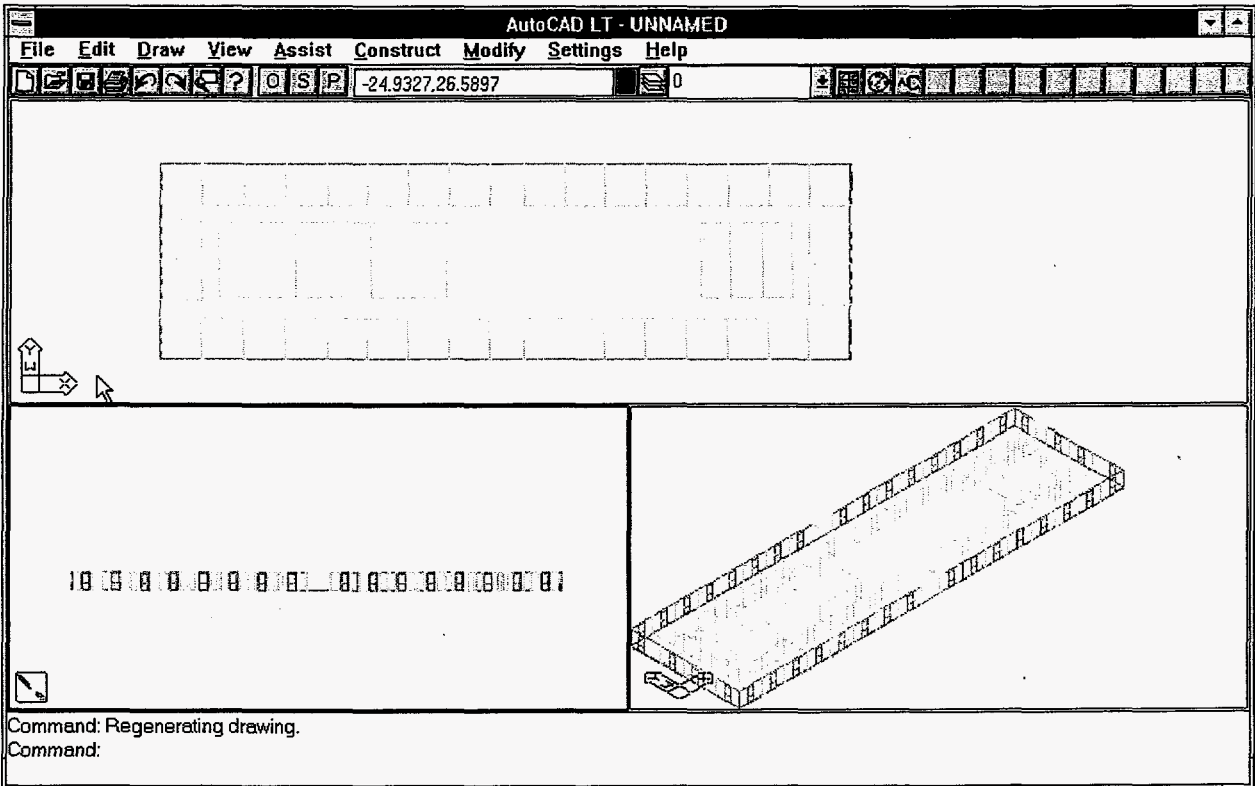 AutoCAD LT - UNNAMED
File Edit Draw View Assist Construct Modify Settings Help
? O S P -24.9327,26.5897 0
Y
W
X
Command: Regenerating drawing.
Command: